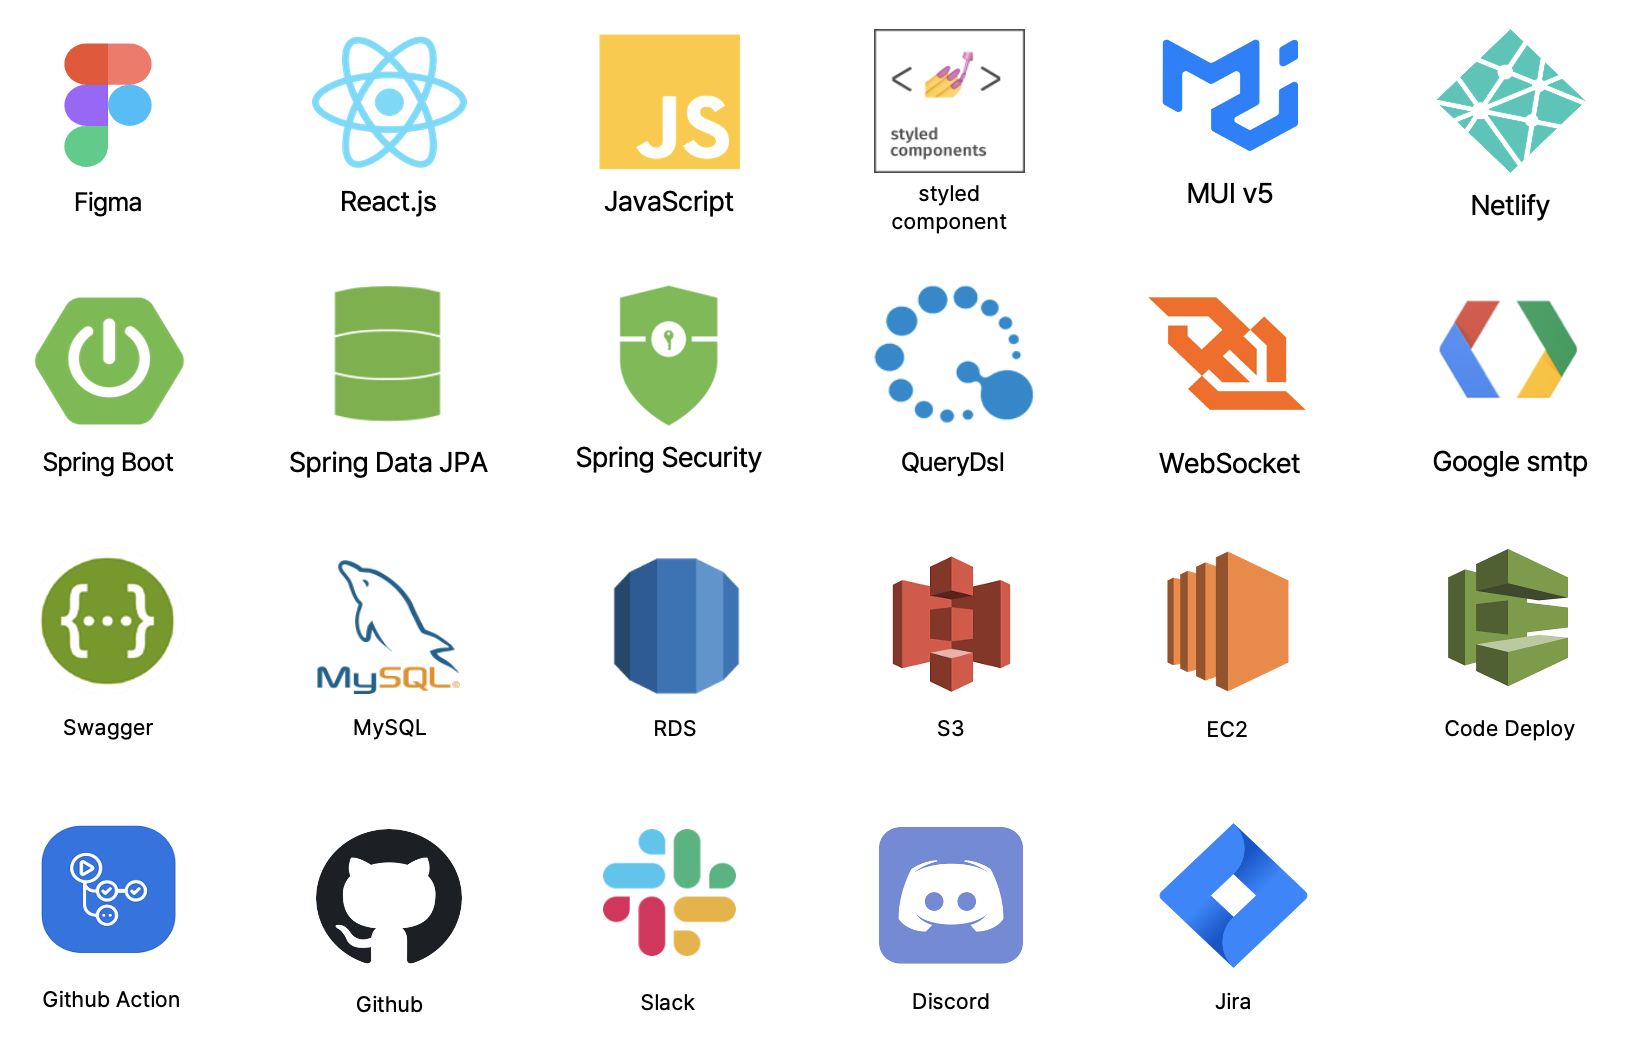 JS
styled
components
Figma
React.js
JavaScript
styled
component
MUI v5
Netlify
Spring Boot
Spring Data JPA
Spring Security
QueryDsl
WebSocket
Google smtp
MySQL®
Swagger
MySQL
RDS
S3
EC2
Code Deploy
Github Action
Github
Slack
Discord
Jira